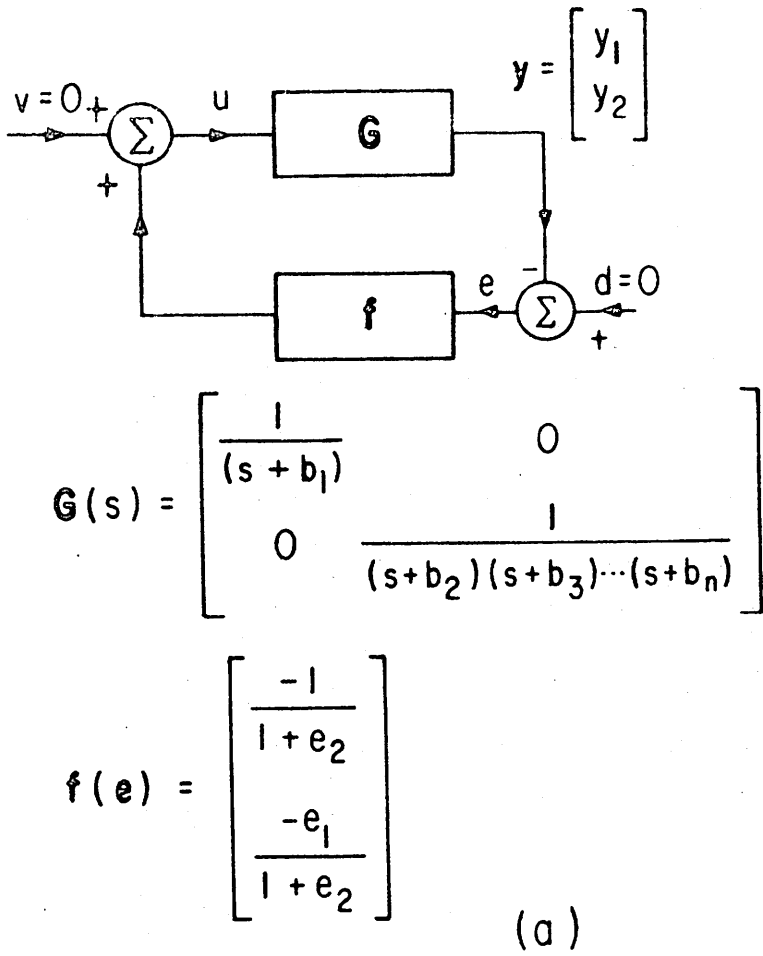 v = 0 + Σ u G y = [ y₁ y₂ ]
+
f e - Σ d = 0 +
G(s) = [ 1/(s + b₁) 0
0 1/((s+b₂)(s+b₃)···(s+bₙ)) ]
f(e) = [ -1/(1 + e₂)
-e₁/(1 + e₂) ]
(a)